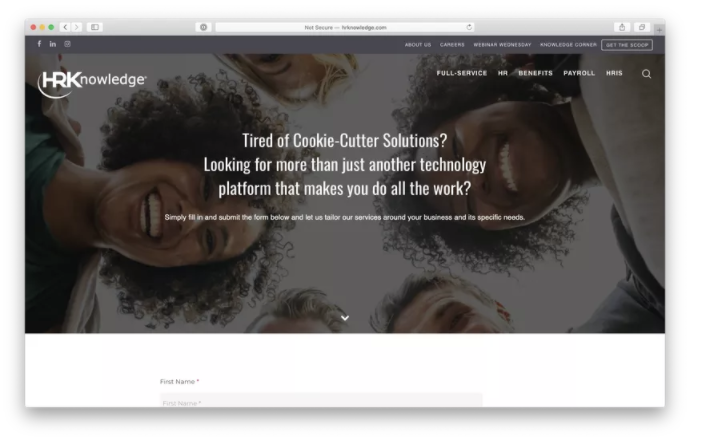 Not Secure — hrknowledge.com
f in
ABOUT US CAREERS WEBINAR WEDNESDAY KNOWLEDGE CORNER GET THE SCOOP
HRKnowledge
FULL-SERVICE HR BENEFITS PAYROLL HRIS
Tired of Cookie-Cutter Solutions?
Looking for more than just another technology
platform that makes you do all the work?
Simply fill in and submit the form below and let us tailor our services around your business and its specific needs.
First Name *
First Name *